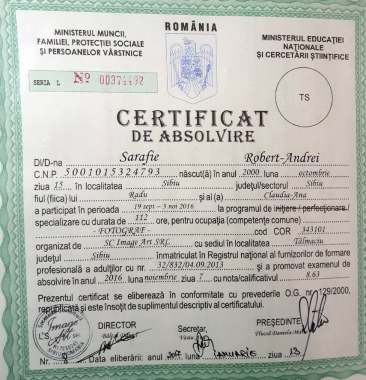 ROMÂNIA
MINISTERUL MUNCII,
FAMILIEI, PROTECȚIEI SOCIALE
ȘI PERSOANELOR VÂRSTNICE
MINISTERUL EDUCAȚIEI
NAȚIONALE
ȘI CERCETĂRII ȘTIINȚIFICE
SERIA L Nº
TS
CERTIFICAT
DE ABSOLVIRE
Dl/D-na Sarafie Robert-Andrei
C.N.P. 5001015324793 născut(ă) în anul 2000 luna octombrie
ziua 15 în localitatea Sibiu județul/sectorul Sibiu
fiul (fiica) lui Radu și al (a) Claudia-Ana
a participat în perioada 19 sept - 3 noi 2016 la programul de inițiere / perfecționare /
specializare cu durata de 112 ore, pentru ocupația (competențe comune)
- FOTOGRAF - cod COR 343101
organizat de SC Image Art SRL cu sediul în localitatea Tălmaciu
județul Sibiu înmatriculat în Registrul național al furnizorilor de formare
profesională a adulților cu nr. 32/832/04.09.2013 și a promovat examenul de
absolvire în anul 2016 luna noiembrie ziua 7 cu nota/calificativul 8.63
Prezentul certificat se eliberează în conformitate cu prevederile O.G. nr.129/2000,
republicată și este însoțit de suplimentul descriptiv al certificatului.
DIRECTOR Secretar, PREȘEDINTE
L.S. Image Art
Nr. 8 Data eliberării: anul luna IANUARIE ziua 13